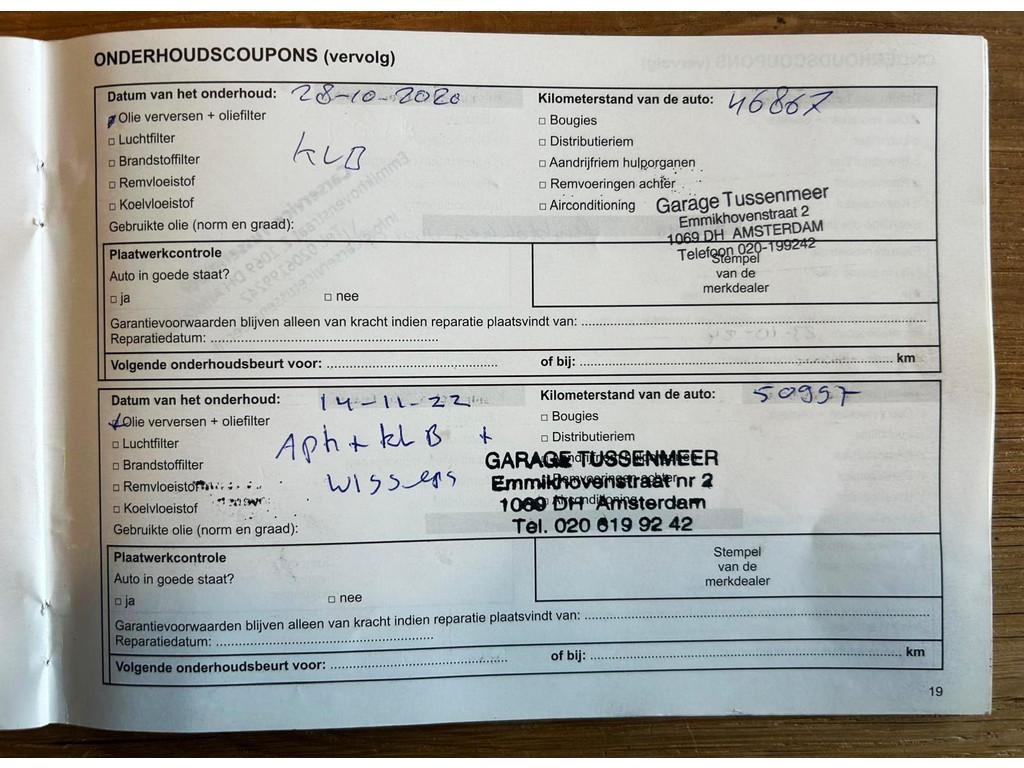 ONDERHOUDSCOUPONS (vervolg)
Datum van het onderhoud: 28-10-2020
Kilometerstand van de auto: 46867
Olie verversen + oliefilter
Bougies
Luchtfilter
Distributieriem
KLB
Brandstoffilter
Aandrijfriem hulporganen
Remvloeistof
Remvoeringen achter
Koelvloeistof
Airconditioning
Gebruikte olie (norm en graad):
Garage Tussenmeer
Emmikhovenstraat 2
1069 DH AMSTERDAM
Telefoon 020-199242
Plaatwerkcontrole
Auto in goede staat?
ja
nee
Stempel
van de
merkdealer
Garantievoorwaarden blijven alleen van kracht indien reparatie plaatsvindt van:
Reparatiedatum:
Volgende onderhoudsbeurt voor: of bij: km
Datum van het onderhoud: 14-11-22
Kilometerstand van de auto: 50997
Olie verversen + oliefilter
Bougies
Luchtfilter
Distributieriem
Aph + kLB +
Wissers
Brandstoffilter
Remvloeistof
Remvoeringen achter
Koelvloeistof
Airconditioning
Gebruikte olie (norm en graad):
GARAGE TUSSENMEER
Emmikhovenstraat nr 2
1069 DH Amsterdam
Tel. 020 619 92 42
Plaatwerkcontrole
Auto in goede staat?
ja
nee
Stempel
van de
merkdealer
Garantievoorwaarden blijven alleen van kracht indien reparatie plaatsvindt van:
Reparatiedatum:
Volgende onderhoudsbeurt voor: of bij: km
19